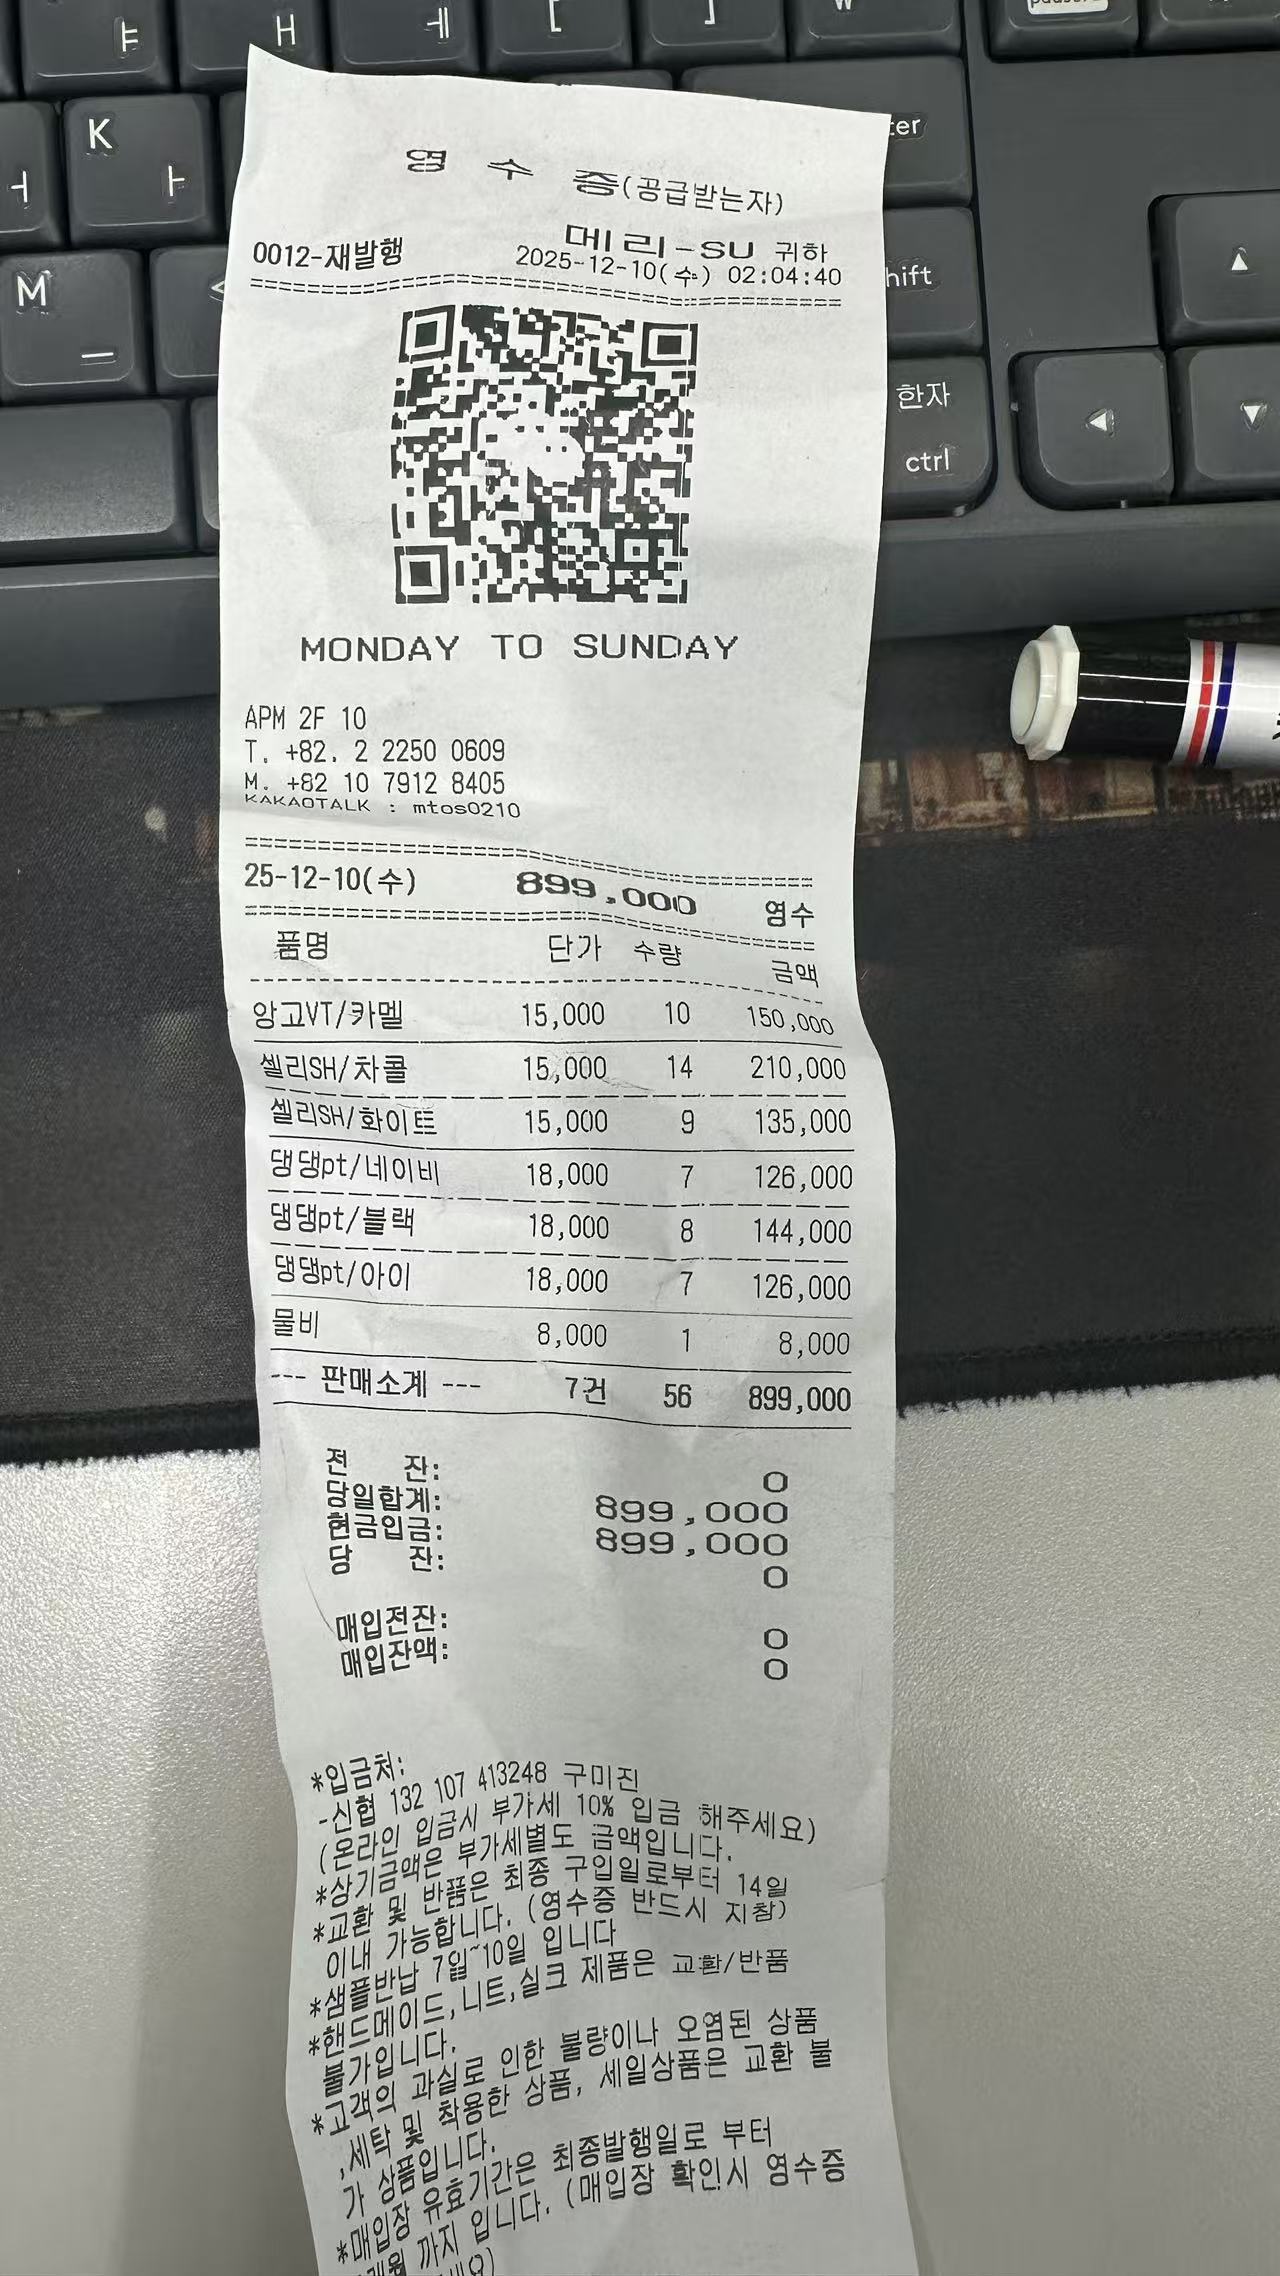 ㅑ
H
ㅔ
[
]
₩
K
ㅏ
ㅓ
M
ㅡ
<
한자
ctrl
영 수 증(공급받는자)
메리-SU 귀하
0012-재발행
2025-12-10(수) 02:04:40
MONDAY TO SUNDAY
APM 2F 10
T. +82. 2 2250 0609
M. +82 10 7912 8405
KAKAOTALK : mtos0210
25-12-10(수) 899,000 영수
품명 단가 수량 금액
앙고VT/카멜 15,000 10 150,000
셀리SH/차콜 15,000 14 210,000
셀리SH/화이트 15,000 9 135,000
댕댕pt/네이비 18,000 7 126,000
댕댕pt/블랙 18,000 8 144,000
댕댕pt/아이 18,000 7 126,000
물비 8,000 1 8,000
--- 판매소계 --- 7건 56 899,000
전 잔: 0
당일합계: 899,000
현금입금: 899,000
당 잔: 0
매입전잔: 0
매입잔액: 0
*입금처:
-신협 132 107 413248 구미진
(온라인 입금시 부가세 10% 입금 해주세요)
*상기금액은 부가세별도 금액입니다.
*교환 및 반품은 최종 구입일로부터 14일
이내 가능합니다. (영수증 반드시 지참)
*샘플반납 7일~10일 입니다
*핸드메이드,니트,실크 제품은 교환/반품
불가입니다.
*고객의 과실로 인한 불량이나 오염된 상품
,세탁 및 착용한 상품, 세일상품은 교환 불
가 상품입니다.
*매입장 유효기간은 최종발행일로 부터
까지 입니다. (매입장 확인시 영수증